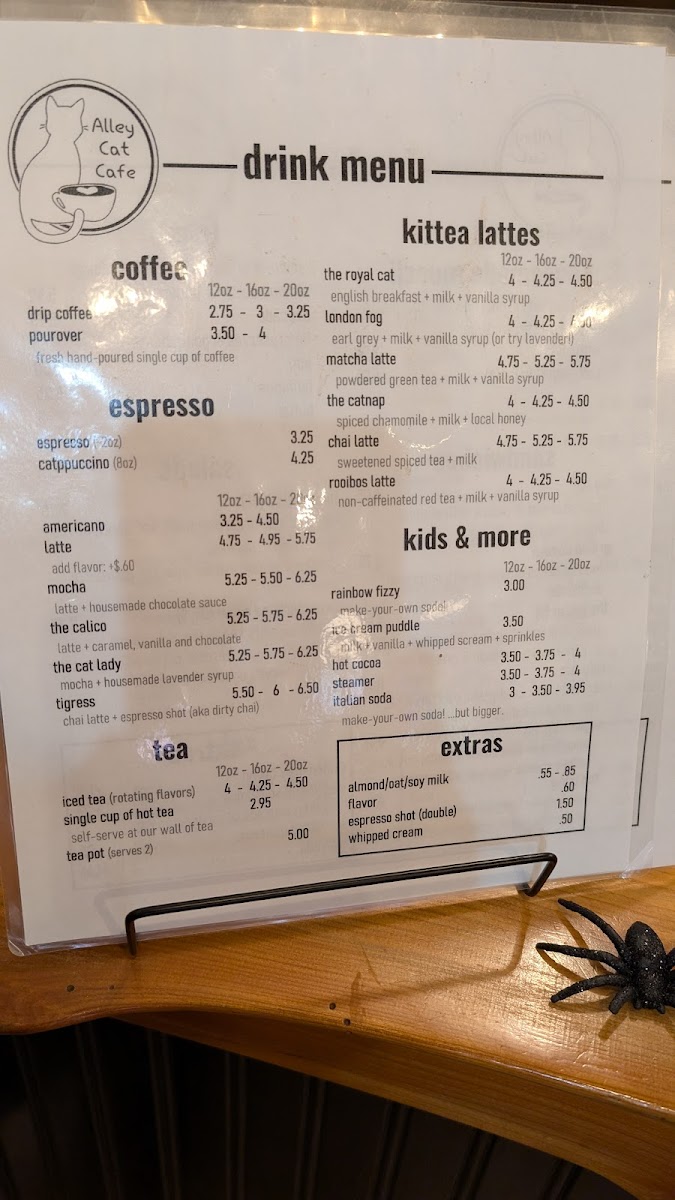 Alley
Cat
Cafe
drink menu
coffee
12oz - 16oz - 20oz
drip coffee 2.75 - 3 - 3.25
pourover 3.50 - 4
fresh hand-poured single cup of coffee
espresso
espresso (~2oz) 3.25
catppuccino (8oz) 4.25
12oz - 16oz - 20oz
americano 3.25 - 4.50
latte 4.75 - 4.95 - 5.75
add flavor: +$.60
mocha 5.25 - 5.50 - 6.25
latte + housemade chocolate sauce
the calico 5.25 - 5.75 - 6.25
latte + caramel, vanilla and chocolate
the cat lady 5.25 - 5.75 - 6.25
mocha + housemade lavender syrup
tigress 5.50 - 6 - 6.50
chai latte + espresso shot (aka dirty chai)
tea
12oz - 16oz - 20oz
iced tea (rotating flavors) 4 - 4.25 - 4.50
single cup of hot tea 2.95
self-serve at our wall of tea
tea pot (serves 2) 5.00
kittea lattes
12oz - 16oz - 20oz
the royal cat 4 - 4.25 - 4.50
english breakfast + milk + vanilla syrup
london fog 4 - 4.25 -
earl grey + milk + vanilla syrup (or try lavender!)
matcha latte 4.75 - 5.25 - 5.75
powdered green tea + milk + vanilla syrup
the catnap 4 - 4.25 - 4.50
spiced chamomile + milk + local honey
chai latte 4.75 - 5.25 - 5.75
sweetened spiced tea + milk
rooibos latte 4 - 4.25 - 4.50
non-caffeinated red tea + milk + vanilla syrup
kids & more
12oz - 16oz - 20oz
rainbow fizzy 3.00
make-your-own soda!
ice cream puddle 3.50
milk + vanilla + whipped scream + sprinkles
hot cocoa 3.50 - 3.75 - 4
steamer 3.50 - 3.75 - 4
italian soda 3 - 3.50 - 3.95
make-your-own soda! ...but bigger.
extras
almond/oat/soy milk .55 - .85
flavor .60
espresso shot (double) 1.50
whipped cream .50